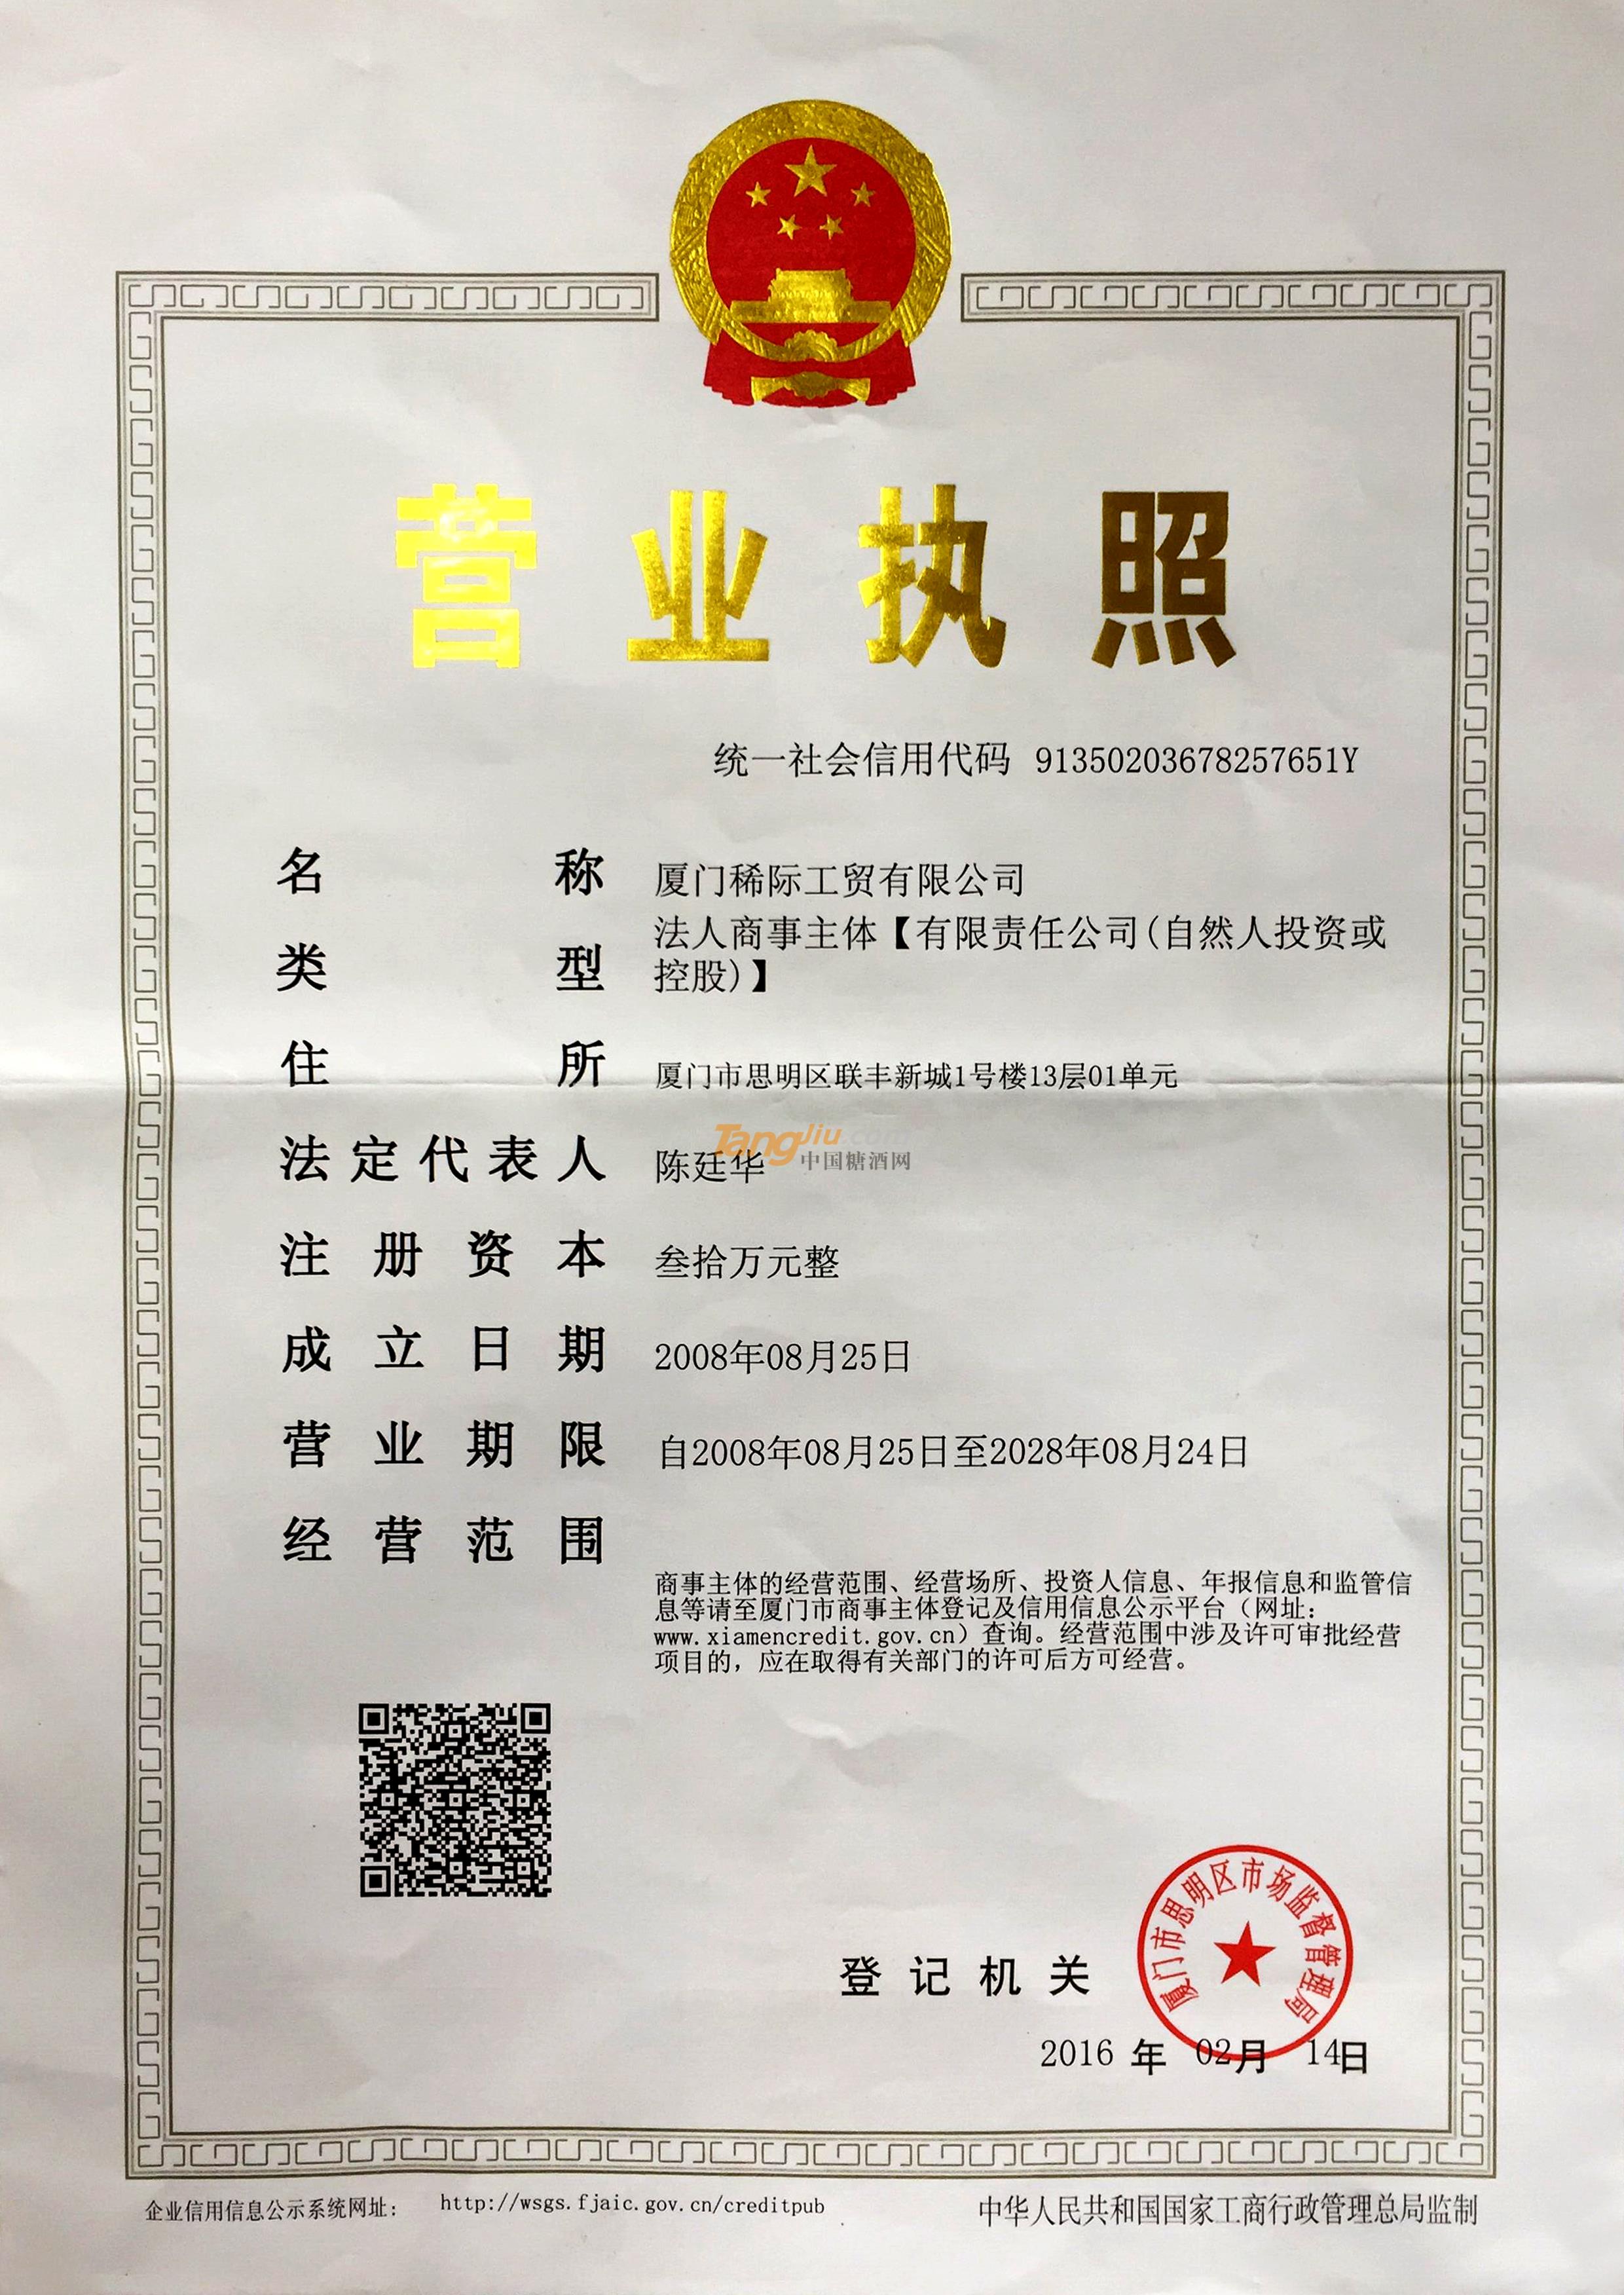 营业执照
统一社会信用代码 91350203678257651Y
名称 厦门稀际工贸有限公司
类型 法人商事主体【有限责任公司(自然人投资或
控股)】
住所 厦门市思明区联丰新城1号楼13层01单元
TangJiu.com
中国糖酒网
法定代表人 陈廷华
注册资本 叁拾万元整
成立日期 2008年08月25日
营业期限 自2008年08月25日至2028年08月24日
经营范围
商事主体的经营范围、经营场所、投资人信息、年报信息和监管信
息等请至厦门市商事主体登记及信用信息公示平台（网址：
www.xiamencredit.gov.cn）查询。经营范围中涉及许可审批经营
项目的，应在取得有关部门的许可后方可经营。
厦门市思明区市场监督管理局
登记机关
2016 年 02月 14日
企业信用信息公示系统网址： http://wsgs.fjaic.gov.cn/creditpub
中华人民共和国国家工商行政管理总局监制